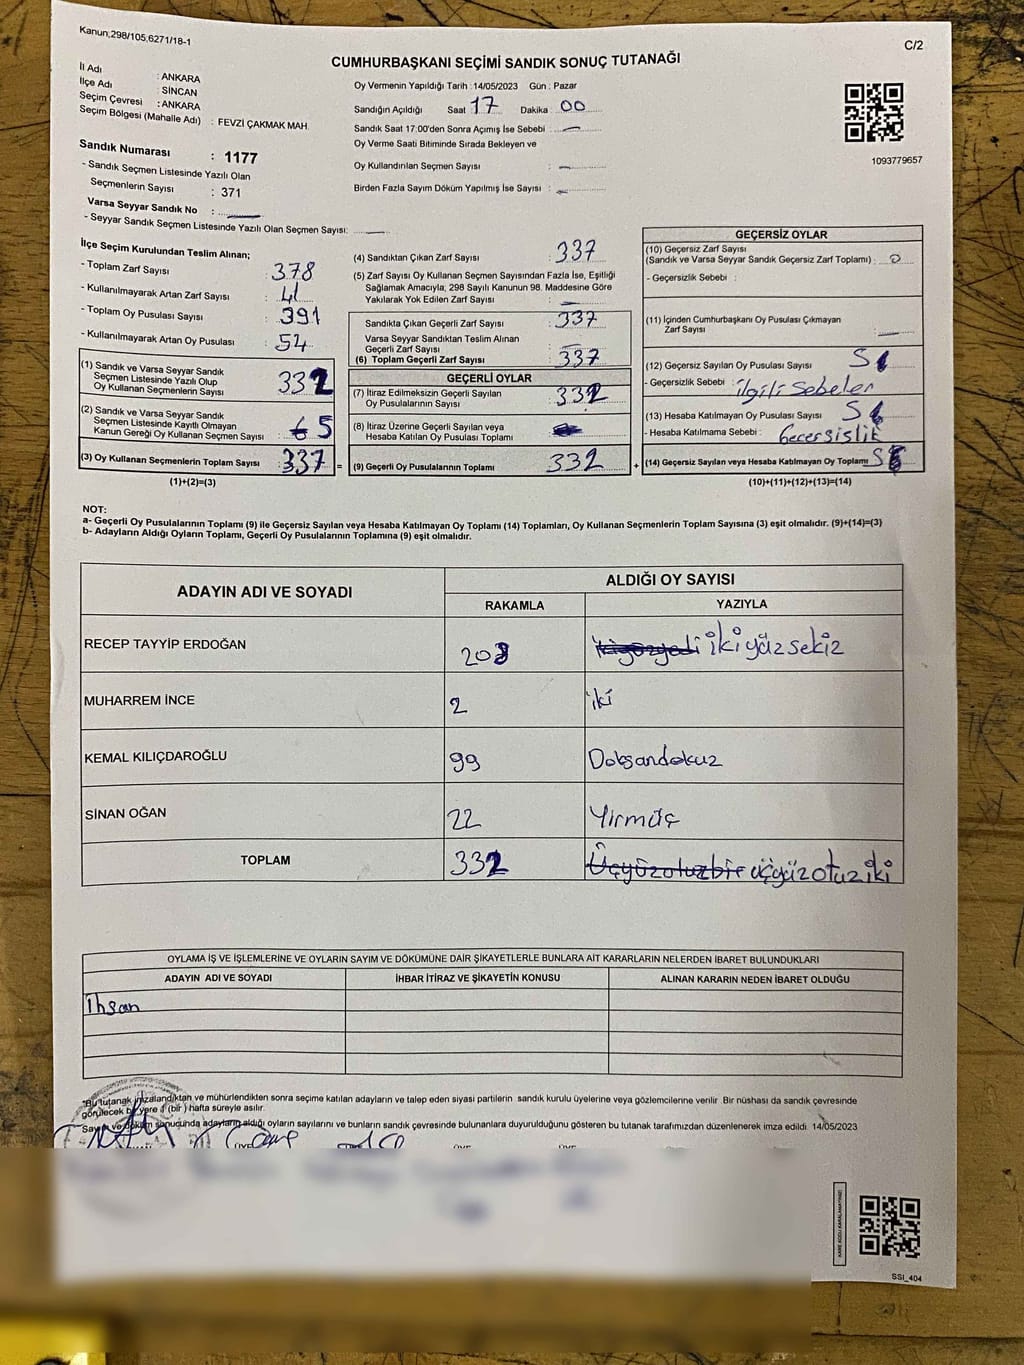 Kanun;298/105,6271/18-1
C/2
CUMHURBAŞKANI SEÇİMİ SANDIK SONUÇ TUTANAĞI
İl Adı : ANKARA
İlçe Adı : SİNCAN
Seçim Çevresi : ANKARA
Seçim Bölgesi (Mahalle Adı) : FEVZİ ÇAKMAK MAH.
Sandık Numarası : 1177
- Sandık Seçmen Listesinde Yazılı Olan
Seçmenlerin Sayısı : 371
Varsa Seyyar Sandık No :
- Seyyar Sandık Seçmen Listesinde Yazılı Olan Seçmen Sayısı:
Oy Vermenin Yapıldığı Tarih : 14/05/2023 Gün : Pazar
Sandığın Açıldığı Saat 17 Dakika : 00
Sandık Saat 17:00'den Sonra Açımış İse Sebebi :
Oy Verme Saati Bitiminde Sırada Bekleyen ve
Oy Kullandırılan Seçmen Sayısı :
Birden Fazla Sayım Döküm Yapılmış İse Sayısı :
1093779657
İlçe Seçim Kurulundan Teslim Alınan;
- Toplam Zarf Sayısı : 378
- Kullanılmayarak Artan Zarf Sayısı : 41
- Toplam Oy Pusulası Sayısı : 391
- Kullanılmayarak Artan Oy Pusulası : 54
(1) Sandık ve Varsa Seyyar Sandık
Seçmen Listesinde Yazılı Olup
Oy Kullanan Seçmenlerin Sayısı : 332
(2) Sandık ve Varsa Seyyar Sandık
Seçmen Listesinde Kayıtlı Olmayan
Kanun Gereği Oy Kullanan Seçmen Sayısı : 5
(3) Oy Kullanan Seçmenlerin Toplam Sayısı : 337 =
(1)+(2)=(3)
(4) Sandıktan Çıkan Zarf Sayısı : 337
(5) Zarf Sayısı Oy Kullanan Seçmen Sayısından Fazla İse, Eşitliği
Sağlamak Amacıyla; 298 Sayılı Kanunun 98. Maddesine Göre
Yakılarak Yok Edilen Zarf Sayısı :
Sandıkta Çıkan Geçerli Zarf Sayısı : 337
Varsa Seyyar Sandıktan Teslim Alınan
Geçerli Zarf Sayısı :
(6) Toplam Geçerli Zarf Sayısı : 337
GEÇERLİ OYLAR
(7) İtiraz Edilmeksizin Geçerli Sayılan
Oy Pusulalarının Sayısı : 332
(8) İtiraz Üzerine Geçerli Sayılan veya
Hesaba Katılan Oy Pusulası Toplamı :
(9) Geçerli Oy Pusulalarının Toplamı : 332 +
GEÇERSİZ OYLAR
(10) Geçersiz Zarf Sayısı
(Sandık ve Varsa Seyyar Sandık Geçersiz Zarf Toplamı) : 0
- Geçersizlik Sebebi :
(11) İçinden Cumhurbaşkanı Oy Pusulası Çıkmayan
Zarf Sayısı :
(12) Geçersiz Sayılan Oy Pusulası Sayısı : 5
- Geçersizlik Sebebi : ilgili Sebeler
(13) Hesaba Katılmayan Oy Pusulası Sayısı : 5
- Hesaba Katılmama Sebebi : Gecersislik
(14) Geçersiz Sayılan veya Hesaba Katılmayan Oy Toplamı : 5
(10)+(11)+(12)+(13)=(14)
NOT:
a- Geçerli Oy Pusulalarının Toplamı (9) ile Geçersiz Sayılan veya Hesaba Katılmayan Oy Toplamı (14) Toplamları, Oy Kullanan Seçmenlerin Toplam Sayısına (3) eşit olmalıdır. (9)+(14)=(3)
b- Adayların Aldığı Oyların Toplamı, Geçerli Oy Pusulalarının Toplamına (9) eşit olmalıdır.
ADAYIN ADI VE SOYADI
ALDIĞI OY SAYISI
RAKAMLA YAZIYLA
RECEP TAYYİP ERDOĞAN 208 ikiyüzyedi iki yüz sekiz
MUHARREM İNCE 2 iki
KEMAL KILIÇDAROĞLU 99 Doksandokuz
SİNAN OĞAN 22 Yirmüç
TOPLAM 332 Üçyüzotuzbir üçyüz otuz iki
OYLAMA İŞ VE İŞLEMLERİNE VE OYLARIN SAYIM VE DÖKÜMÜNE DAİR ŞİKAYETLERLE BUNLARA AİT KARARLARIN NELERDEN İBARET BULUNDUKLARI
ADAYIN ADI VE SOYADI İHBAR İTİRAZ VE ŞİKAYETİN KONUSU ALINAN KARARIN NEDEN İBARET OLDUĞU
İhsan
"Bu tutanak imzalandıktan ve mühürlendikten sonra seçime katılan adayların ve talep eden siyasi partilerin sandık kurulu üyelerine veya gözlemcilerine verilir. Bir nüshası da sandık çevresinde
görülecek bir yere 1 (bir) hafta süreyle asılır.
Sayım ve döküm sonucunda adayların aldığı oyların sayılarını ve bunların sandık çevresinde bulunanlara duyurulduğunu gösteren bu tutanak tarafımızdan düzenlenerek imza edildi. 14/05/2023
KARE KODU KARALAMAYINIZ!
SSI_404